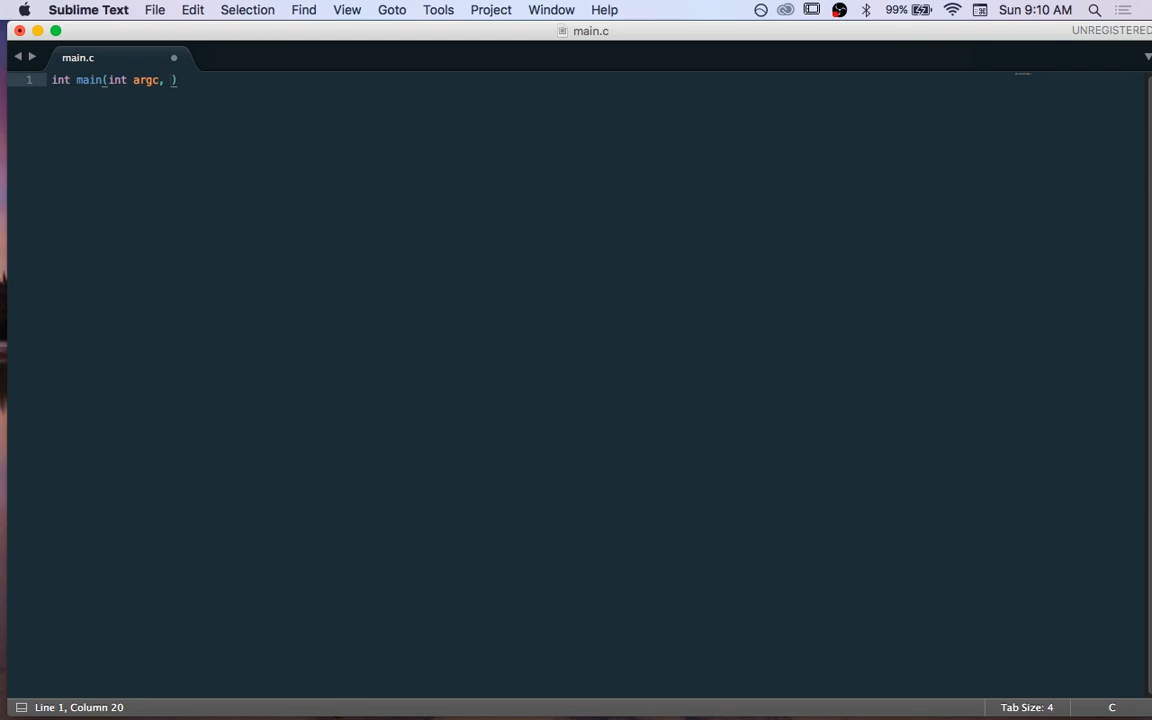 Sublime Text File Edit Selection Find View Goto Tools Project Window Help 99% Sun 9:10 AM
main.c UNREGISTERED
main.c
1 int main(int argc, )
Line 1, Column 20 Tab Size: 4 C